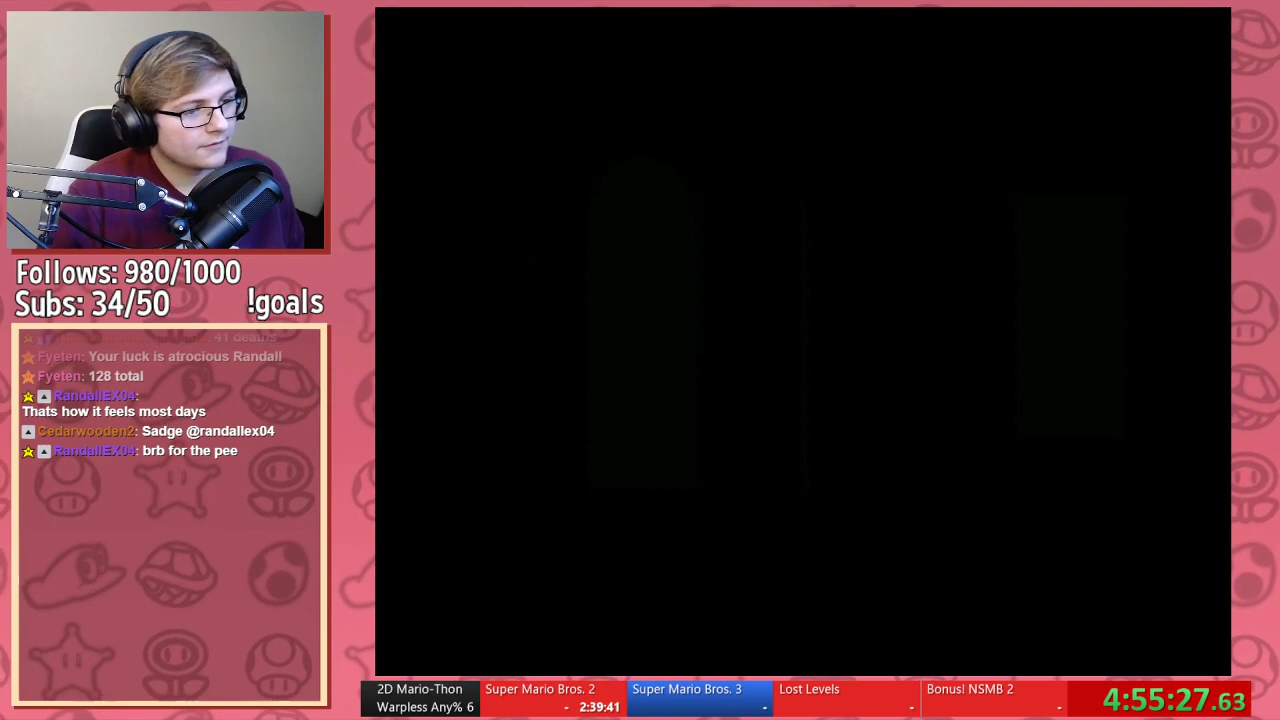 Follows: 980/1000
Subs: 34/50 !goals
41 deaths
Fyeten: Your luck is atrocious Randall
Fyeten: 128 total
RandallEX04:
Thats how it feels most days
Cedarwooden2: Sadge @randallex04
RandallEX04: brb for the pee
2D Mario-Thon
Warpless Any% 6
Super Mario Bros. 2
- 2:39:41
Super Mario Bros. 3
-
Lost Levels
-
Bonus! NSMB 2
-
4:55:27.63